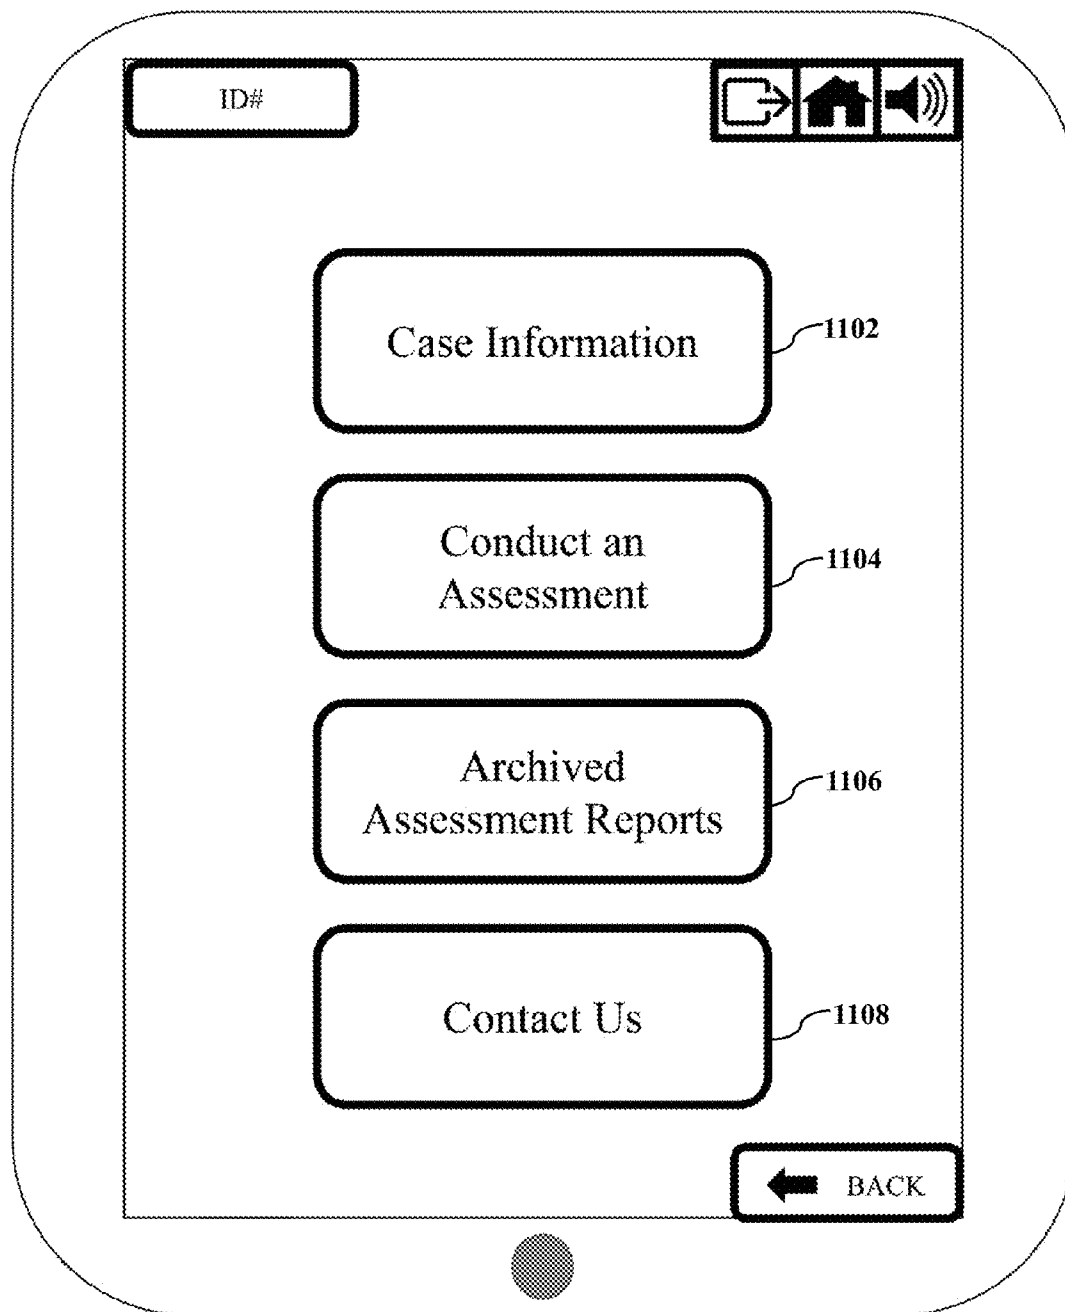 ID#
Case Information
1102
Conduct an
Assessment
1104
Archived
Assessment Reports
1106
Contact Us
1108
BACK